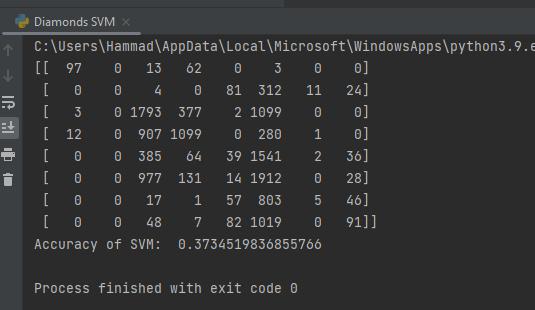 Diamonds SVM
C:\Users\Hammad\AppData\Local\Microsoft\WindowsApps\python3.9.e
[[  97    0   13   62    0    3    0    0]
 [   0    0    4    0   81  312   11   24]
 [   3    0 1793  377    2 1099    0    0]
 [  12    0  907 1099    0  280    1    0]
 [   0    0  385   64   39 1541    2   36]
 [   0    0  977  131   14 1912    0   28]
 [   0    0   17    1   57  803    5   46]
 [   0    0   48    7   82 1019    0   91]]
Accuracy of SVM:  0.3734519836855766
Process finished with exit code 0